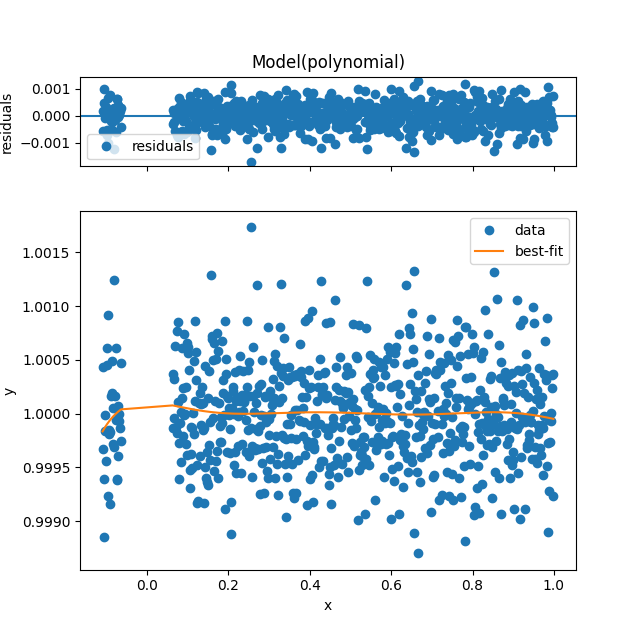 Model(polynomial)
residuals
0.001
0.000
−0.001
residuals
y
1.0015
1.0010
1.0005
1.0000
0.9995
0.9990
data
best-fit
0.0 0.2 0.4 0.6 0.8 1.0
x